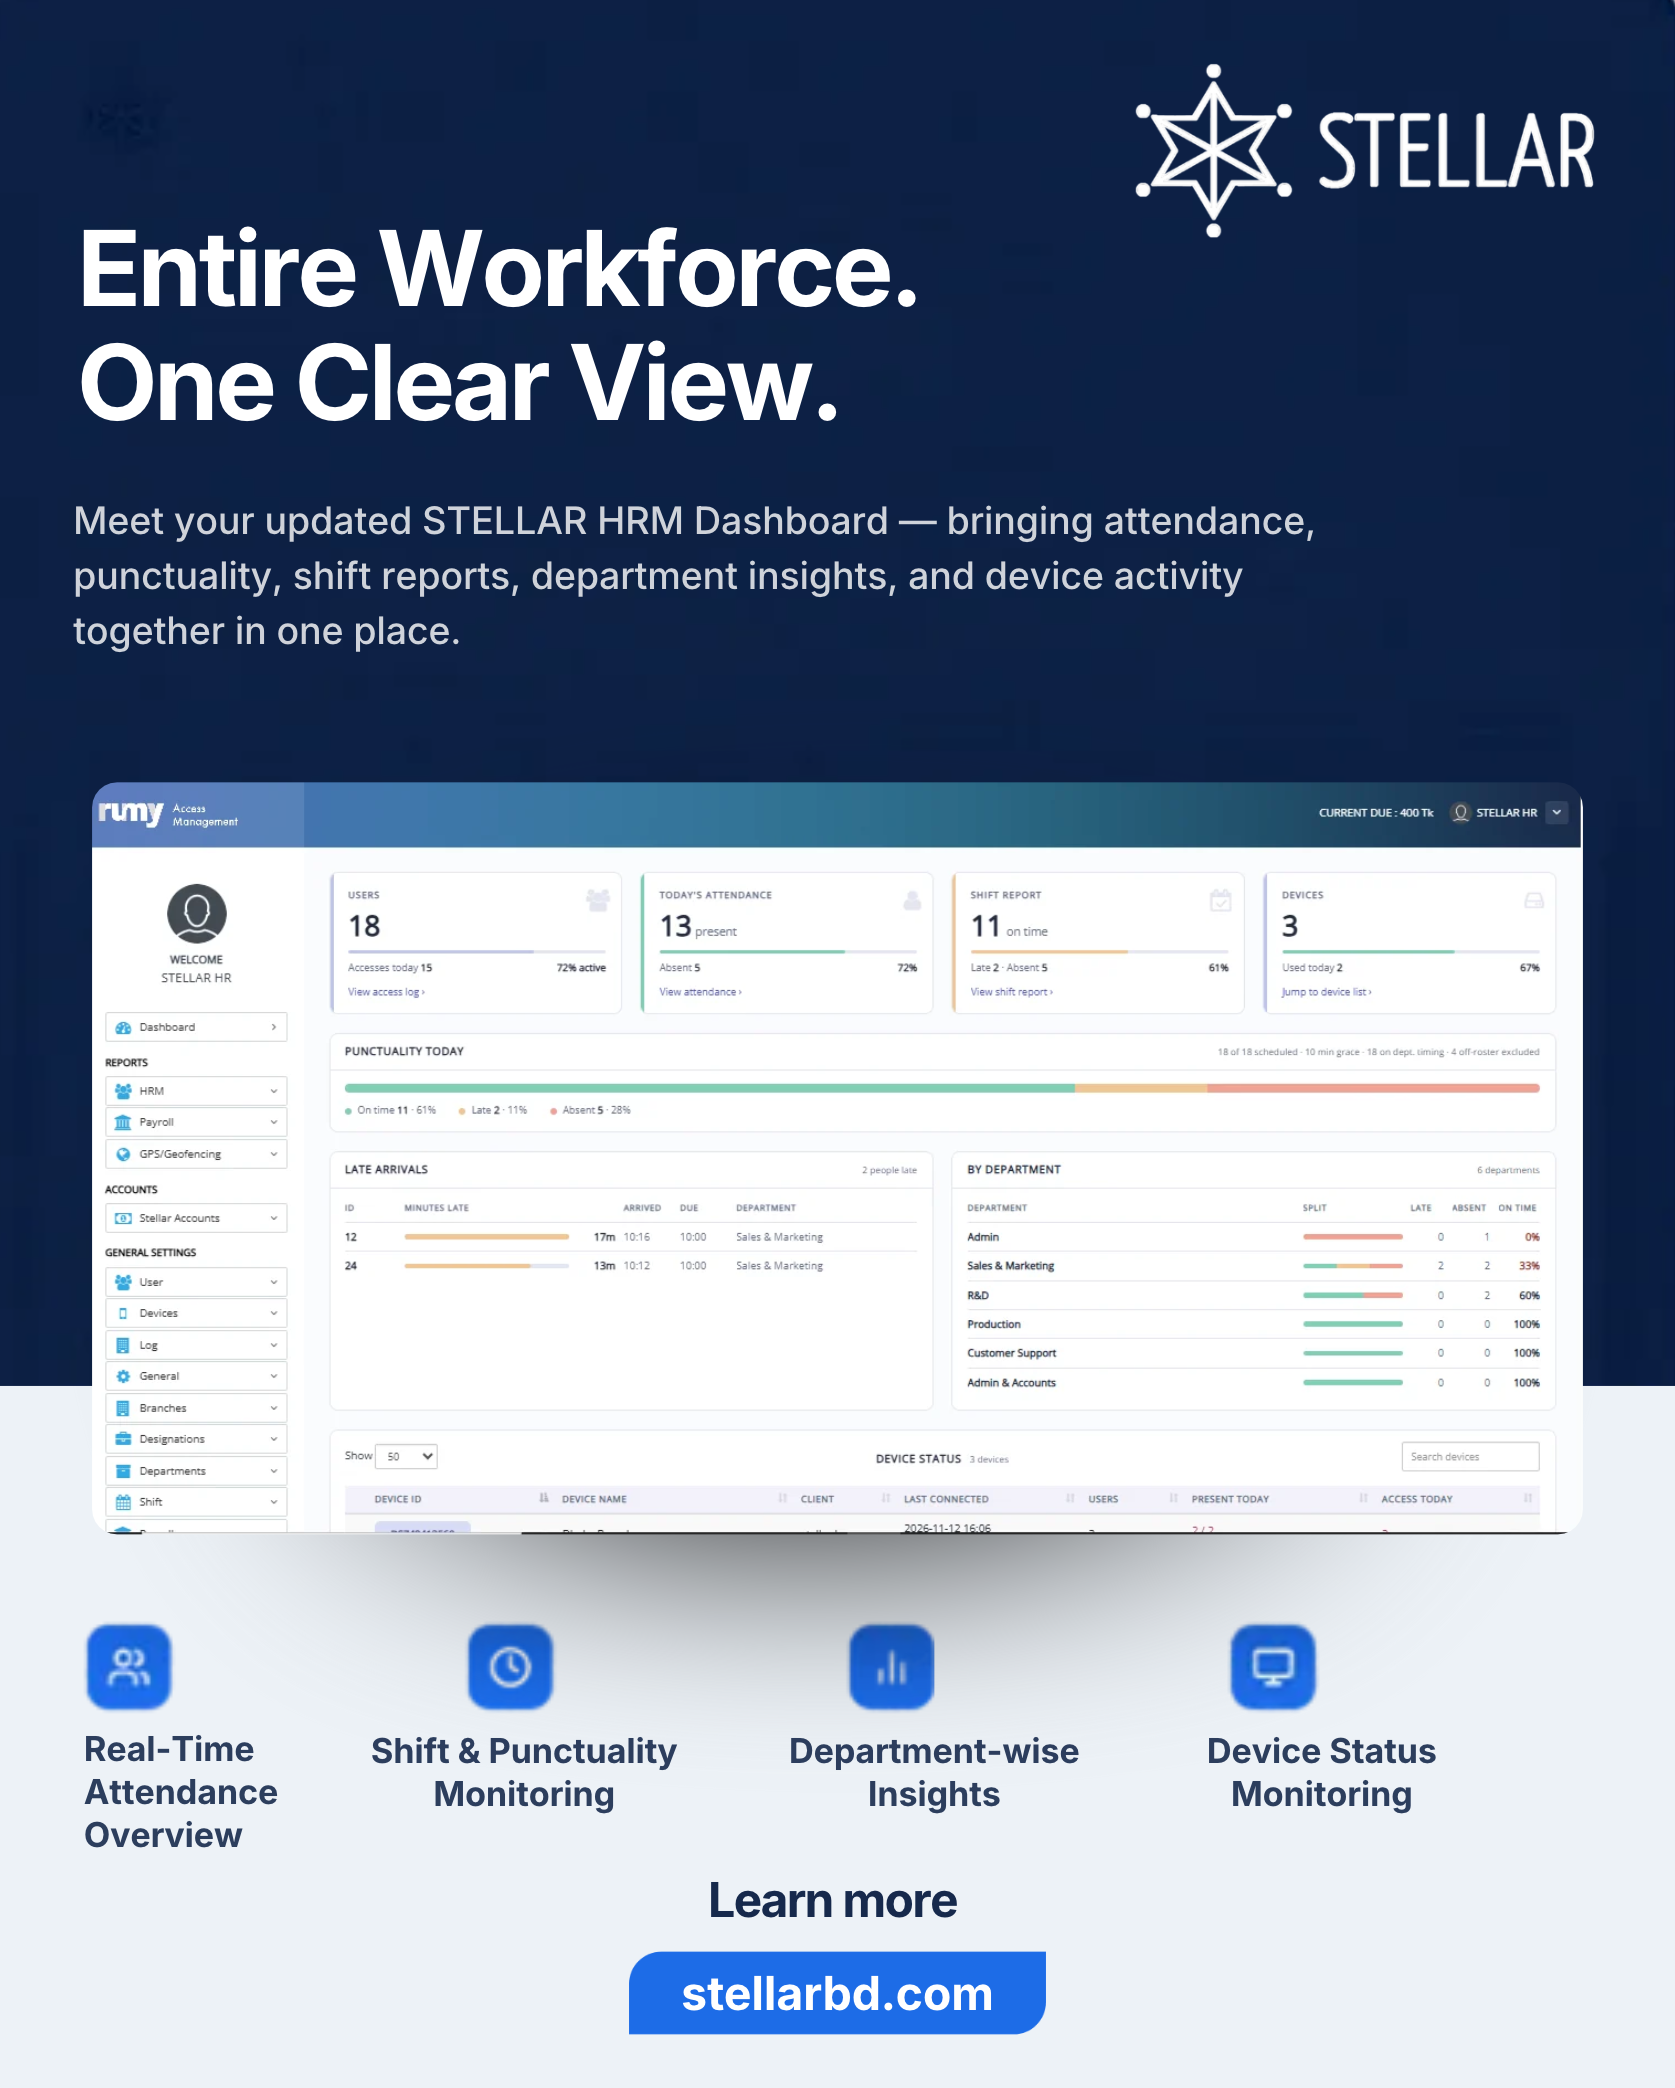 STELLAR
Entire Workforce.
One Clear View.
Meet your updated STELLAR HRM Dashboard — bringing attendance,
punctuality, shift reports, department insights, and device activity
together in one place.
rumy Access
Management
CURRENT DUE : 400 Tk STELLAR HR
WELCOME
STELLAR HR
Dashboard
REPORTS
HRM
Payroll
GPS/Geofencing
ACCOUNTS
Stellar Accounts
GENERAL SETTINGS
User
Devices
Log
General
Branches
Designations
Departments
Shift
USERS
18
Accesses today 15 72% active
View access log ›
TODAY'S ATTENDANCE
13 present
Absent 5 72%
View attendance ›
SHIFT REPORT
11 on time
Late 2 · Absent 5 61%
View shift report ›
DEVICES
3
Used today 2 67%
Jump to device list ›
PUNCTUALITY TODAY 18 of 18 scheduled · 10 min grace · 18 on dept. timing · 4 off-roster excluded
On time 11 · 61% Late 2 · 11% Absent 5 · 28%
LATE ARRIVALS 2 people late
ID MINUTES LATE ARRIVED DUE DEPARTMENT
12 17m 10:16 10:00 Sales & Marketing
24 13m 10:12 10:00 Sales & Marketing
BY DEPARTMENT 6 departments
DEPARTMENT SPLIT LATE ABSENT ON TIME
Admin 0 1 0%
Sales & Marketing 2 2 33%
R&D 0 2 60%
Production 0 0 100%
Customer Support 0 0 100%
Admin & Accounts 0 0 100%
Show 50 DEVICE STATUS 3 devices Search devices
DEVICE ID DEVICE NAME CLIENT LAST CONNECTED USERS PRESENT TODAY ACCESS TODAY
2026-11-12 16:06
Real-Time
Attendance
Overview
Shift & Punctuality
Monitoring
Department-wise
Insights
Device Status
Monitoring
Learn more
stellarbd.com